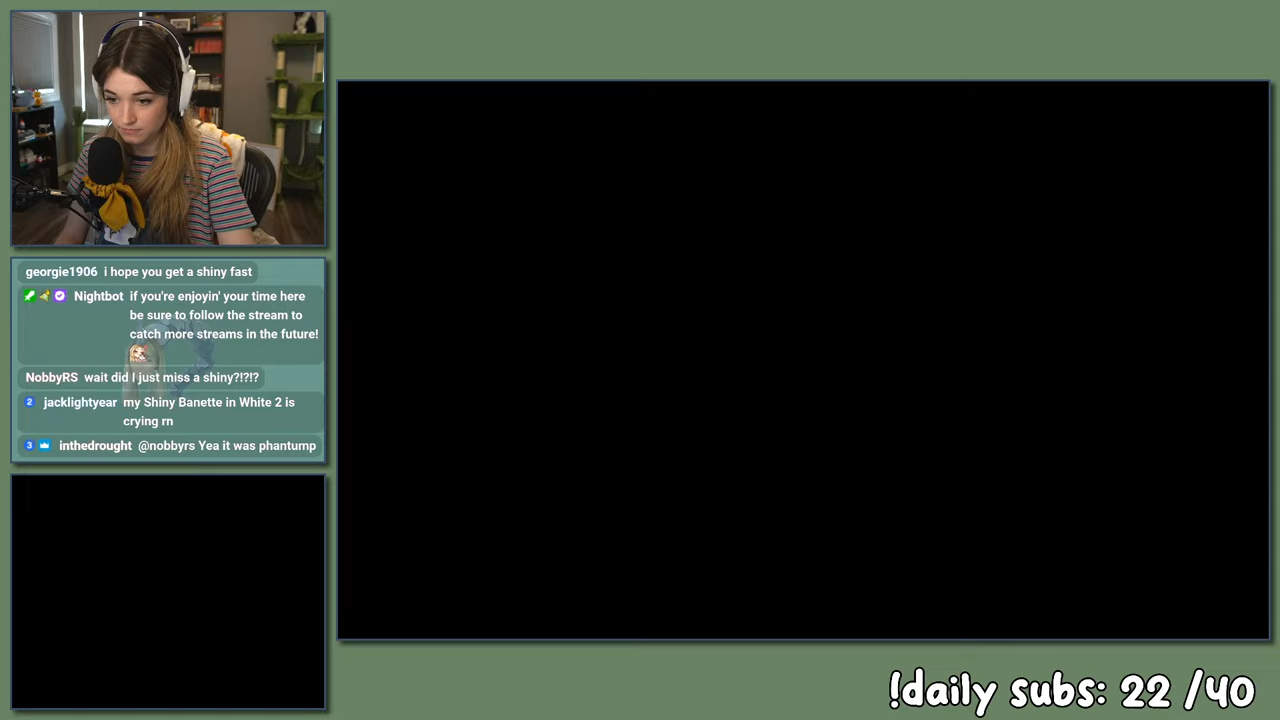 georgie1906 i hope you get a shiny fast
Nightbot if you're enjoyin' your time here
be sure to follow the stream to
catch more streams in the future!
NobbyRS wait did I just miss a shiny?!?!?
2 jacklightyear my Shiny Banette in White 2 is
crying rn
3 inthedrought @nobbyrs Yea it was phantump
!daily subs: 22 /40